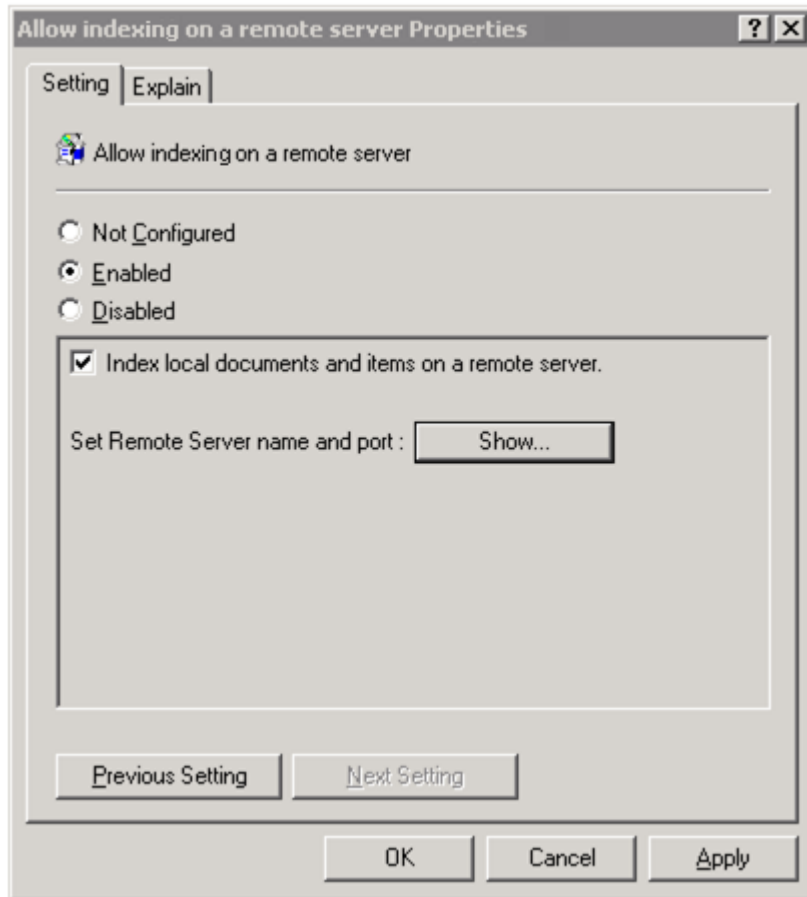 Allow indexing on a remote server Properties
Setting Explain
Allow indexing on a remote server
Not Configured
Enabled
Disabled
Index local documents and items on a remote server.
Set Remote Server name and port : Show...
Previous Setting Next Setting
OK Cancel Apply